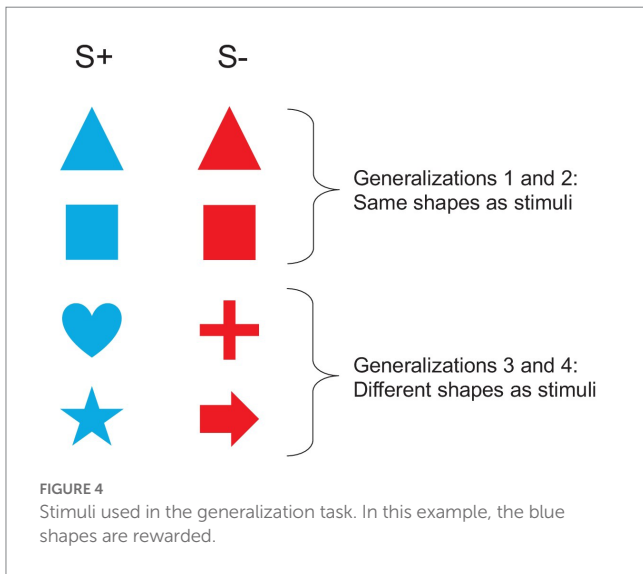 S+ S-
Generalizations 1 and 2:
Same shapes as stimuli
Generalizations 3 and 4:
Different shapes as stimuli
FIGURE 4
Stimuli used in the generalization task. In this example, the blue
shapes are rewarded.